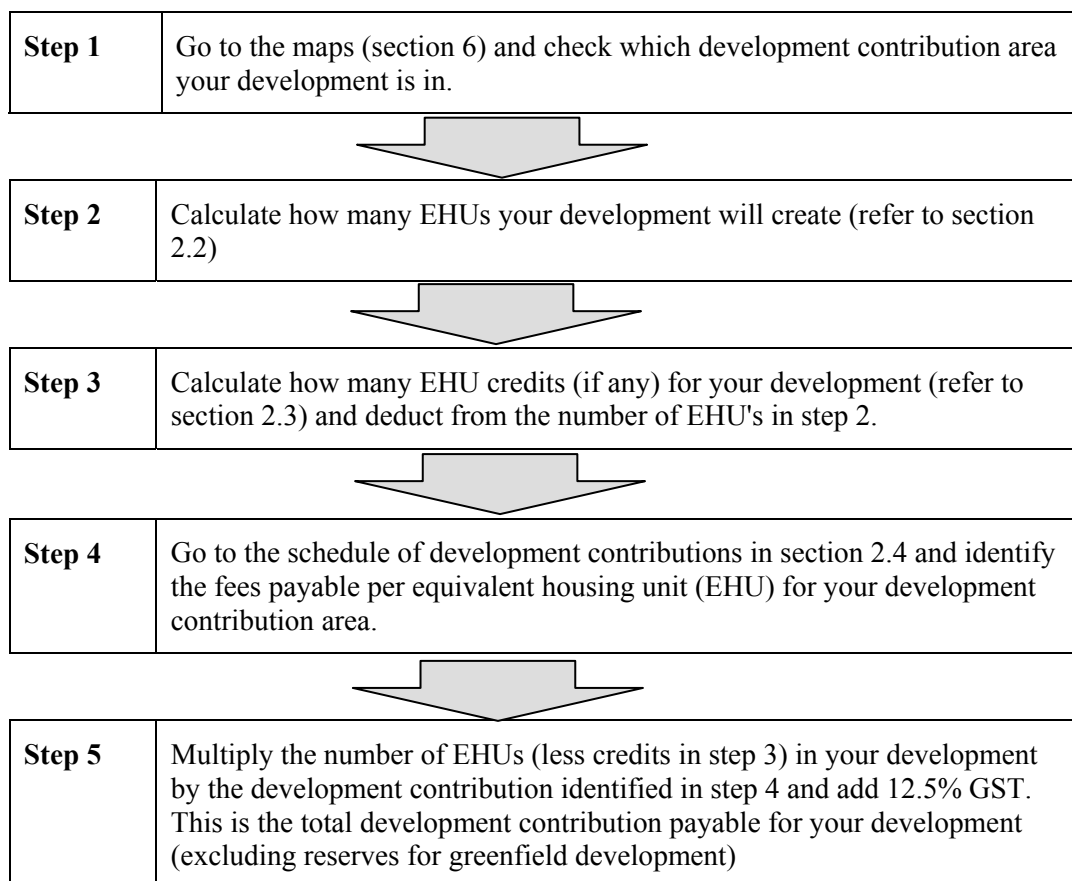 Step 1 Go to the maps (section 6) and check which development contribution area
your development is in.
Step 2 Calculate how many EHUs your development will create (refer to section
2.2)
Step 3 Calculate how many EHU credits (if any) for your development (refer to
section 2.3) and deduct from the number of EHU's in step 2.
Step 4 Go to the schedule of development contributions in section 2.4 and identify
the fees payable per equivalent housing unit (EHU) for your development
contribution area.
Step 5 Multiply the number of EHUs (less credits in step 3) in your development
by the development contribution identified in step 4 and add 12.5% GST.
This is the total development contribution payable for your development
(excluding reserves for greenfield development)